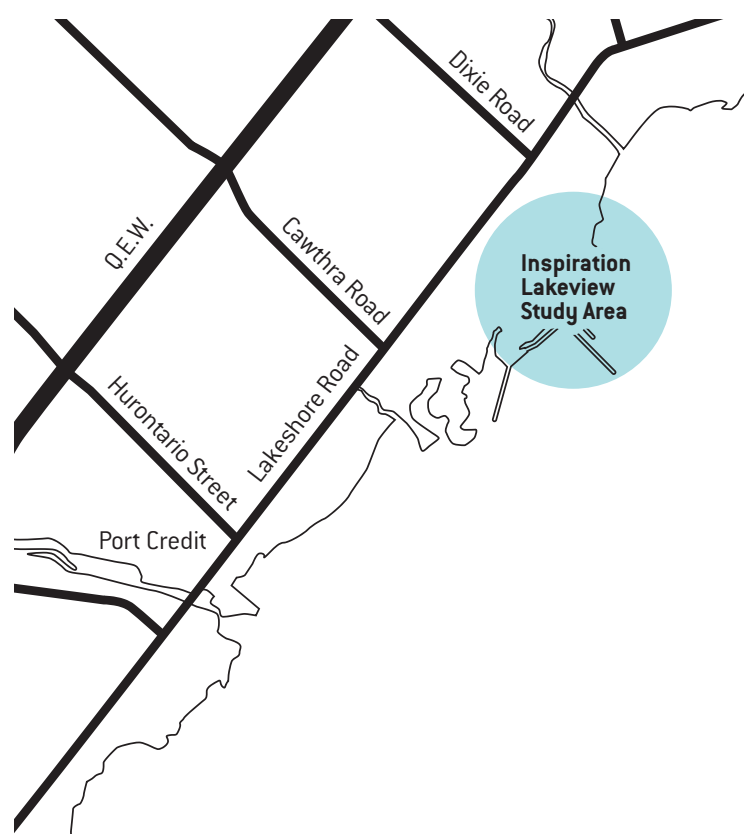 Dixie Road
Q.E.W.
Cawthra Road
Inspiration
Lakeview
Study Area
Lakeshore Road
Hurontario Street
Port Credit